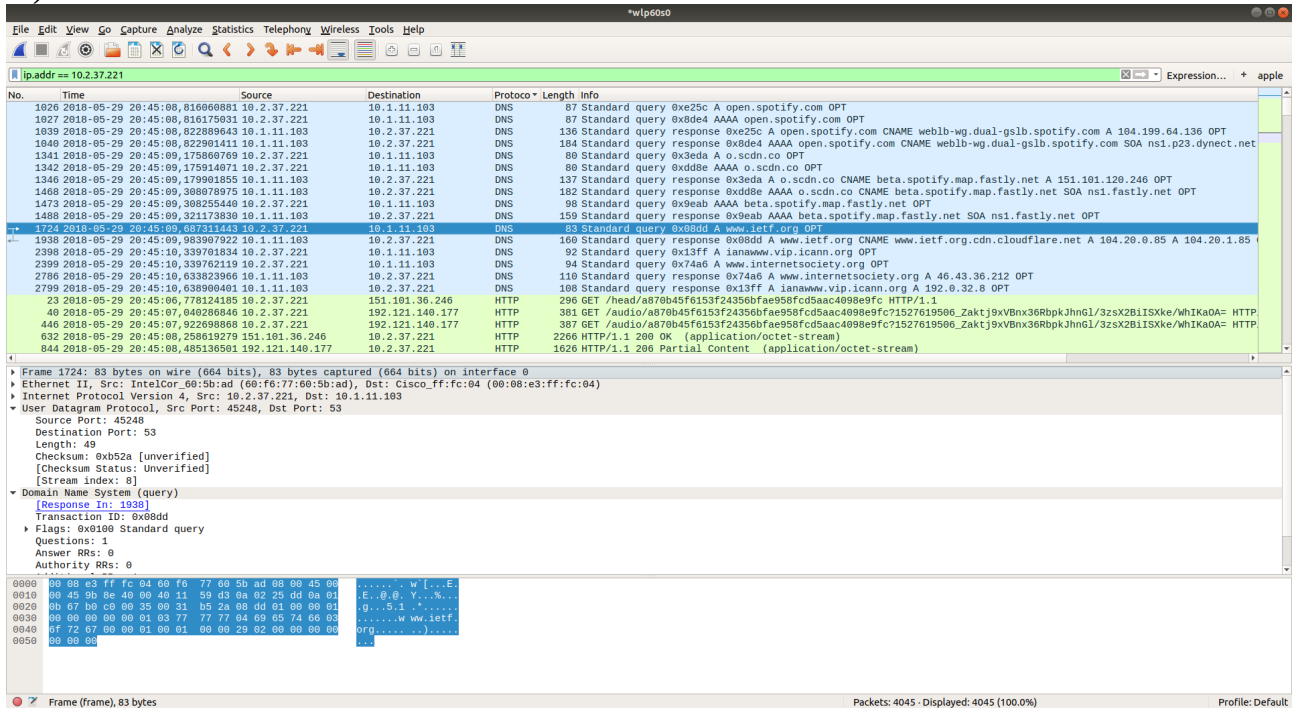 *wlp60s0
File Edit View Go Capture Analyze Statistics Telephony Wireless Tools Help
ip.addr == 10.2.37.221 Expression... + apple
No. Time Source Destination Protoco Length Info
1026 2018-05-29 20:45:08,816060881 10.2.37.221 10.1.11.103 DNS 87 Standard query 0xe25c A open.spotify.com OPT
1027 2018-05-29 20:45:08,816175031 10.2.37.221 10.1.11.103 DNS 87 Standard query 0x8de4 AAAA open.spotify.com OPT
1039 2018-05-29 20:45:08,822889643 10.1.11.103 10.2.37.221 DNS 136 Standard query response 0xe25c A open.spotify.com CNAME weblb-wg.dual-gslb.spotify.com A 104.199.64.136 OPT
1040 2018-05-29 20:45:08,822901411 10.1.11.103 10.2.37.221 DNS 184 Standard query response 0x8de4 AAAA open.spotify.com CNAME weblb-wg.dual-gslb.spotify.com SOA ns1.p23.dynect.net
1341 2018-05-29 20:45:09,175860769 10.2.37.221 10.1.11.103 DNS 80 Standard query 0x3eda A o.scdn.co OPT
1342 2018-05-29 20:45:09,175914071 10.2.37.221 10.1.11.103 DNS 80 Standard query 0xdd8e AAAA o.scdn.co OPT
1346 2018-05-29 20:45:09,179901855 10.1.11.103 10.2.37.221 DNS 137 Standard query response 0x3eda A o.scdn.co CNAME beta.spotify.map.fastly.net A 151.101.120.246 OPT
1468 2018-05-29 20:45:09,308078975 10.1.11.103 10.2.37.221 DNS 182 Standard query response 0xdd8e AAAA o.scdn.co CNAME beta.spotify.map.fastly.net SOA ns1.fastly.net OPT
1473 2018-05-29 20:45:09,308255440 10.2.37.221 10.1.11.103 DNS 98 Standard query 0x9eab AAAA beta.spotify.map.fastly.net OPT
1488 2018-05-29 20:45:09,321173830 10.1.11.103 10.2.37.221 DNS 159 Standard query response 0x9eab AAAA beta.spotify.map.fastly.net SOA ns1.fastly.net OPT
1724 2018-05-29 20:45:09,687311443 10.2.37.221 10.1.11.103 DNS 83 Standard query 0x08dd A www.ietf.org OPT
1938 2018-05-29 20:45:09,983907922 10.1.11.103 10.2.37.221 DNS 160 Standard query response 0x08dd A www.ietf.org CNAME www.ietf.org.cdn.cloudflare.net A 104.20.0.85 A 104.20.1.85
2398 2018-05-29 20:45:10,339701834 10.2.37.221 10.1.11.103 DNS 92 Standard query 0x13ff A ianawww.vip.icann.org OPT
2399 2018-05-29 20:45:10,339762119 10.2.37.221 10.1.11.103 DNS 94 Standard query 0x74a6 A www.internetsociety.org OPT
2786 2018-05-29 20:45:10,633823966 10.1.11.103 10.2.37.221 DNS 110 Standard query response 0x74a6 A www.internetsociety.org A 46.43.36.212 OPT
2799 2018-05-29 20:45:10,638900401 10.1.11.103 10.2.37.221 DNS 108 Standard query response 0x13ff A ianawww.vip.icann.org A 192.0.32.8 OPT
23 2018-05-29 20:45:06,778124185 10.2.37.221 151.101.36.246 HTTP 296 GET /head/a870b45f6153f24356bfae958fcd5aac4098e9fc HTTP/1.1
40 2018-05-29 20:45:07,040286846 10.2.37.221 192.121.140.177 HTTP 381 GET /audio/a870b45f6153f24356bfae958fcd5aac4098e9fc?1527619506_Zaktj9xVBnx36RbpkJhnGl/3zsX2BiISXke/WhIKaOA= HTTP
446 2018-05-29 20:45:07,922698868 10.2.37.221 192.121.140.177 HTTP 387 GET /audio/a870b45f6153f24356bfae958fcd5aac4098e9fc?1527619506_Zaktj9xVBnx36RbpkJhnGl/3zsX2BiISXke/WhIKaOA= HTTP
632 2018-05-29 20:45:08,258619279 151.101.36.246 10.2.37.221 HTTP 2266 HTTP/1.1 200 OK (application/octet-stream)
844 2018-05-29 20:45:08,485136501 192.121.140.177 10.2.37.221 HTTP 1626 HTTP/1.1 206 Partial Content (application/octet-stream)
Frame 1724: 83 bytes on wire (664 bits), 83 bytes captured (664 bits) on interface 0
Ethernet II, Src: IntelCor_60:5b:ad (60:f6:77:60:5b:ad), Dst: Cisco_ff:fc:04 (00:08:e3:ff:fc:04)
Internet Protocol Version 4, Src: 10.2.37.221, Dst: 10.1.11.103
User Datagram Protocol, Src Port: 45248, Dst Port: 53
Source Port: 45248
Destination Port: 53
Length: 49
Checksum: 0xb52a [unverified]
[Checksum Status: Unverified]
[Stream index: 8]
Domain Name System (query)
[Response In: 1938]
Transaction ID: 0x08dd
Flags: 0x0100 Standard query
Questions: 1
Answer RRs: 0
Authority RRs: 0
0000 00 08 e3 ff fc 04 60 f6 77 60 5b ad 08 00 45 00 ......`. w`[...E.
0010 00 45 9b 8e 40 00 40 11 59 d3 0a 02 25 dd 0a 01 .E..@.@. Y...%...
0020 0b 67 b0 c0 00 35 00 31 b5 2a 08 dd 01 00 00 01 .g...5.1 .*......
0030 00 00 00 00 00 01 03 77 77 77 04 69 65 74 66 03 .......w ww.ietf.
0040 6f 72 67 00 00 01 00 01 00 00 29 02 00 00 00 00 org..... ..).....
0050 00 00 00 ...
Frame (frame), 83 bytes Packets: 4045 · Displayed: 4045 (100.0%) Profile: Default